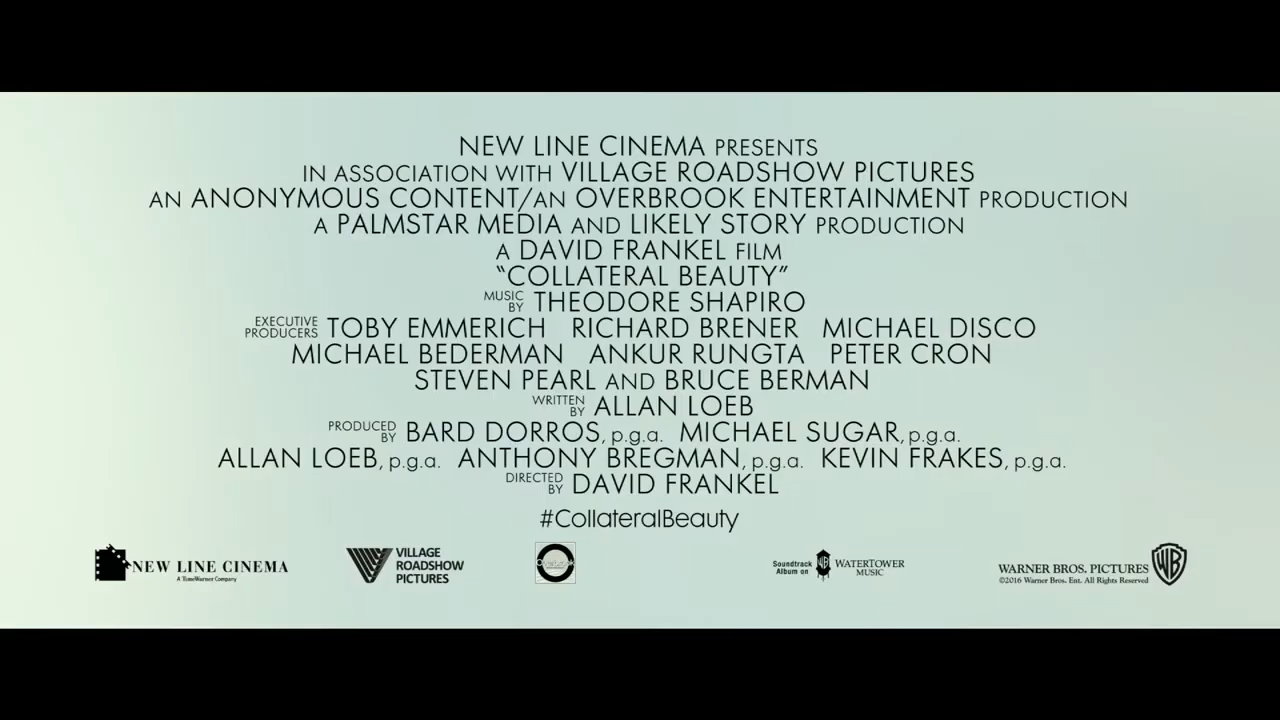 NEW LINE CINEMA PRESENTS
IN ASSOCIATION WITH VILLAGE ROADSHOW PICTURES
AN ANONYMOUS CONTENT/AN OVERBROOK ENTERTAINMENT PRODUCTION
A PALMSTAR MEDIA AND LIKELY STORY PRODUCTION
A DAVID FRANKEL FILM
“COLLATERAL BEAUTY”
MUSIC BY THEODORE SHAPIRO
EXECUTIVE PRODUCERS TOBY EMMERICH RICHARD BRENER MICHAEL DISCO
MICHAEL BEDERMAN ANKUR RUNGTA PETER CRON
STEVEN PEARL AND BRUCE BERMAN
WRITTEN BY ALLAN LOEB
PRODUCED BY BARD DORROS, p.g.a. MICHAEL SUGAR, p.g.a.
ALLAN LOEB, p.g.a. ANTHONY BREGMAN, p.g.a. KEVIN FRAKES, p.g.a.
DIRECTED BY DAVID FRANKEL
#CollateralBeauty
NEW LINE CINEMA
A TimeWarner Company
VILLAGE
ROADSHOW
PICTURES
Soundtrack
Album on
WB
WATERTOWER
MUSIC
WARNER BROS. PICTURES
©2016 Warner Bros. Ent. All Rights Reserved
WB